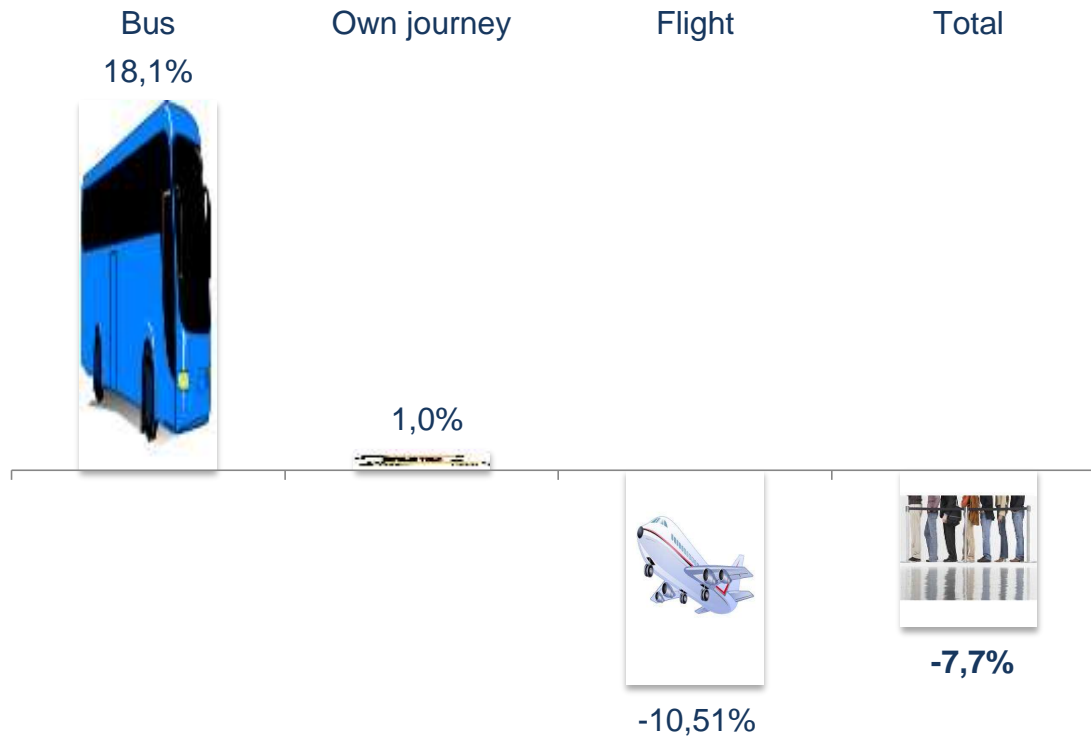 Bus
Own journey
Flight
Total
18,1%
1,0%
-7,7%
-10,51%